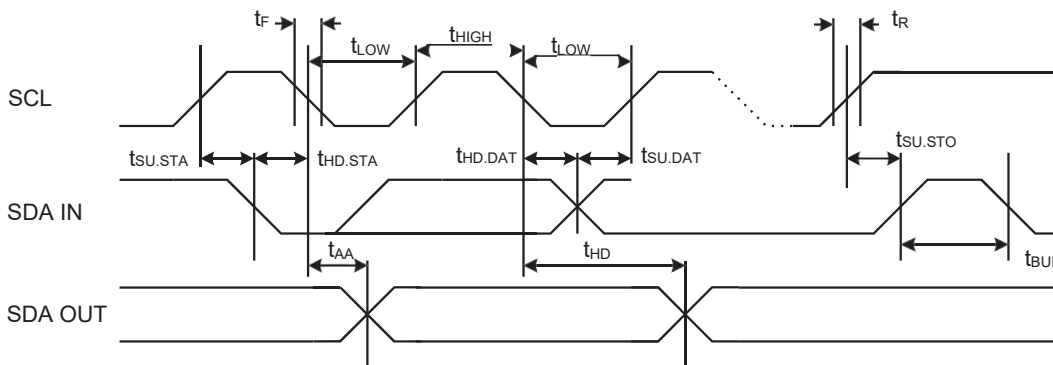 tF
tLOW
tHIGH
tLOW
tR
SCL
tSU.STA
tHD.STA
tHD.DAT
tSU.DAT
tSU.STO
SDA IN
tAA
tHD
tBUF
SDA OUT